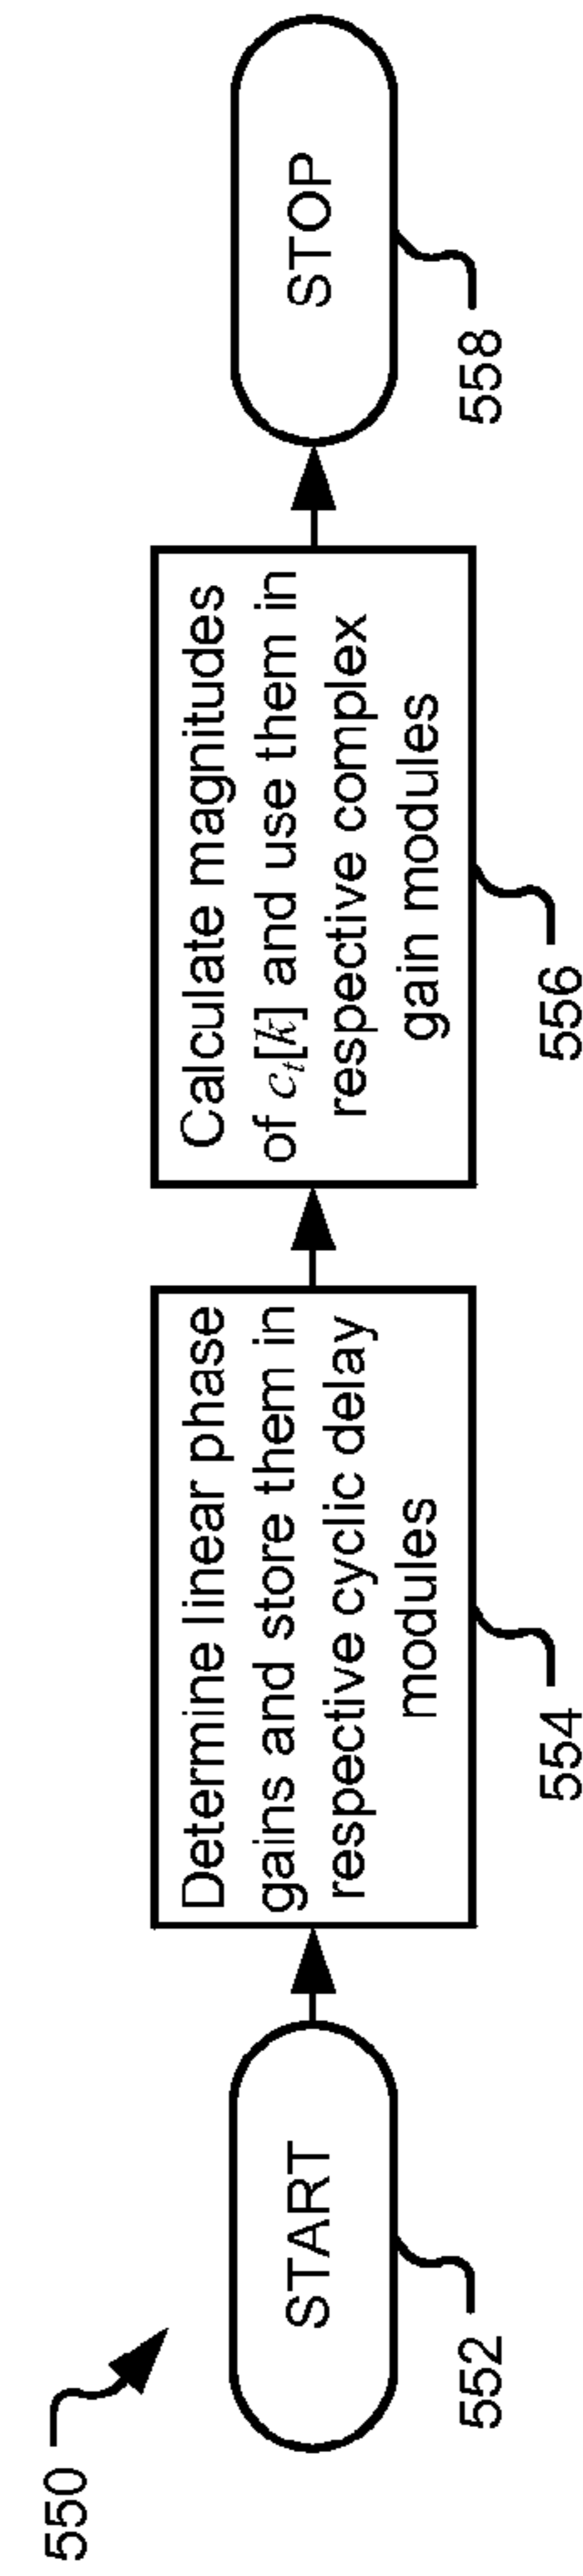 550
START
552
Determine linear phase
gains and store them in
respective cyclic delay
modules
554
Calculate magnitudes
of c_t[k] and use them in
respective complex
gain modules
556
STOP
558